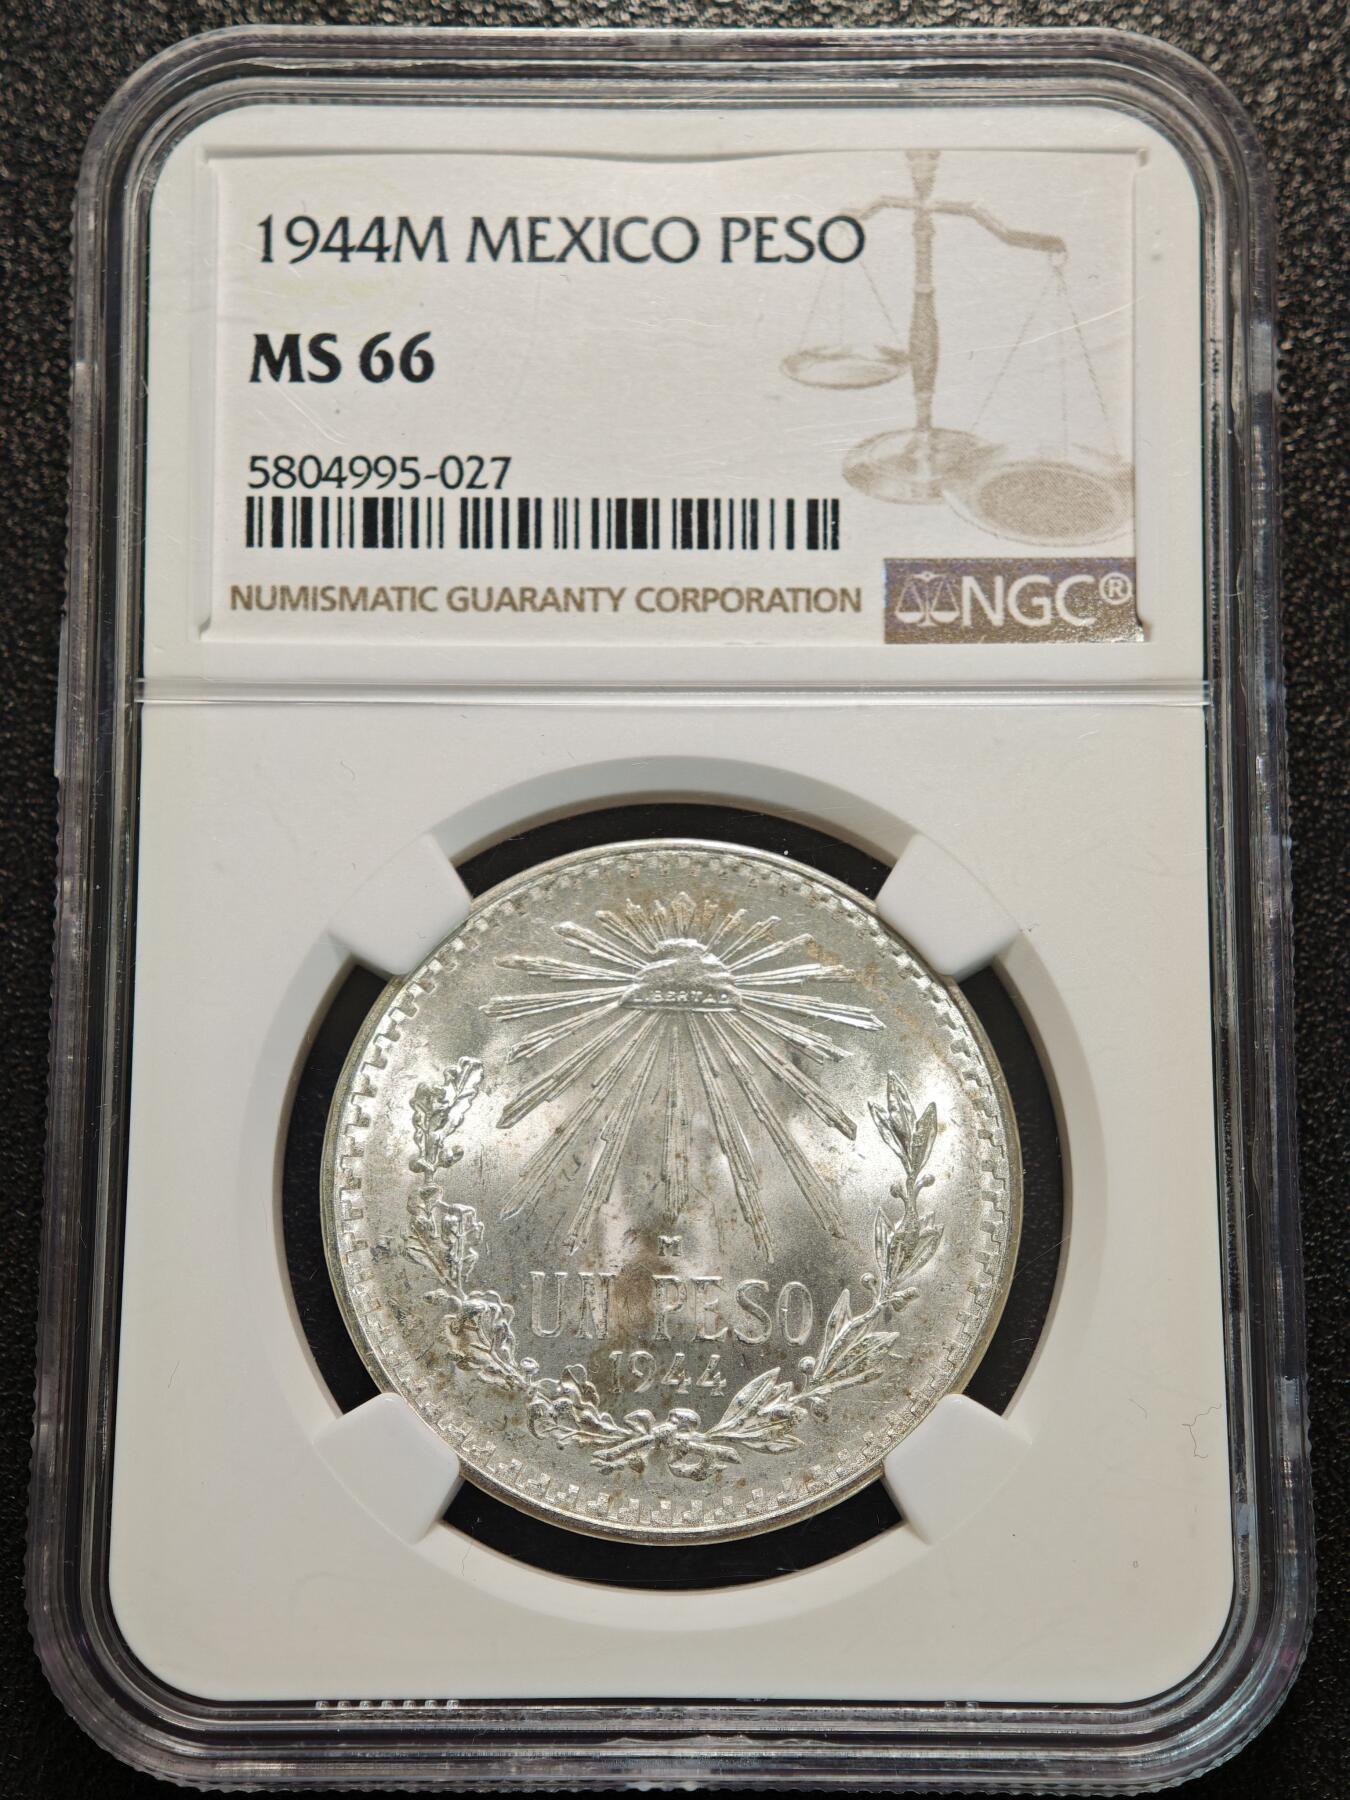 1944M MEXICO PESO
MS 66
5804995-027
NUMISMATIC GUARANTY CORPORATION
NGC®
LIBERTAD
M
UN PESO
1944